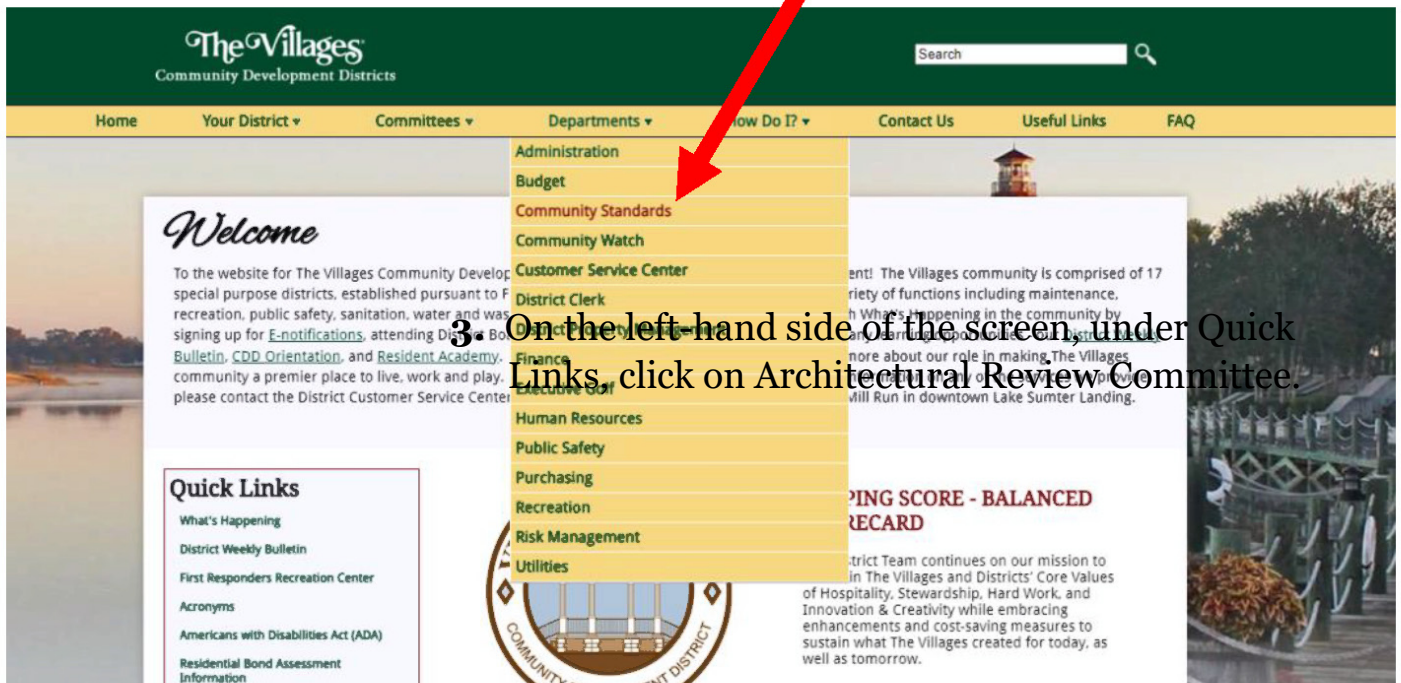 The Villages
Community Development Districts
Search
Home Your District Committees Departments How Do I? Contact Us Useful Links FAQ
Administration
Budget
Community Standards
Community Watch
Customer Service Center
District Clerk
District Property Management
Finance
Executive Golf
Human Resources
Public Safety
Purchasing
Recreation
Risk Management
Utilities
Welcome
To the website for The Villages Community Develop ent! The Villages community is comprised of 17
special purpose districts, established pursuant to F riety of functions including maintenance,
recreation, public safety, sanitation, water and was h What's Happening in the community by
signing up for E-notifications, attending District Bo
Bulletin, CDD Orientation, and Resident Academy. more about our role in making The Villages
community a premier place to live, work and play.
please contact the District Customer Service Center Mill Run in downtown Lake Sumter Landing.
3. On the left-hand side of the screen, under Quick
Links, click on Architectural Review Committee.
Quick Links
What's Happening
District Weekly Bulletin
First Responders Recreation Center
Acronyms
Americans with Disabilities Act (ADA)
Residential Bond Assessment
Information
COMMUNITY DISTRICT
PING SCORE - BALANCED
RECARD
strict Team continues on our mission to
in The Villages and Districts' Core Values
of Hospitality, Stewardship, Hard Work, and
Innovation & Creativity while embracing
enhancements and cost-saving measures to
sustain what The Villages created for today, as
well as tomorrow.